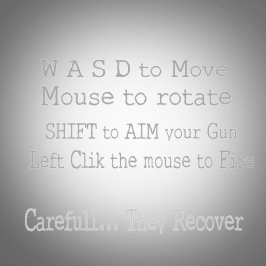 W A S D to Move
Mouse to rotate
SHIFT to AIM your Gun
Left Clik the mouse to Fire
Carefull... They Recover